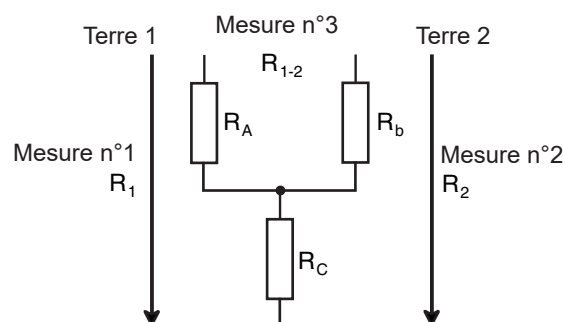 Mesure n°3
Terre 1
Terre 2
R1-2
RA
Rb
Mesure n°1
R1
Mesure n°2
R2
RC